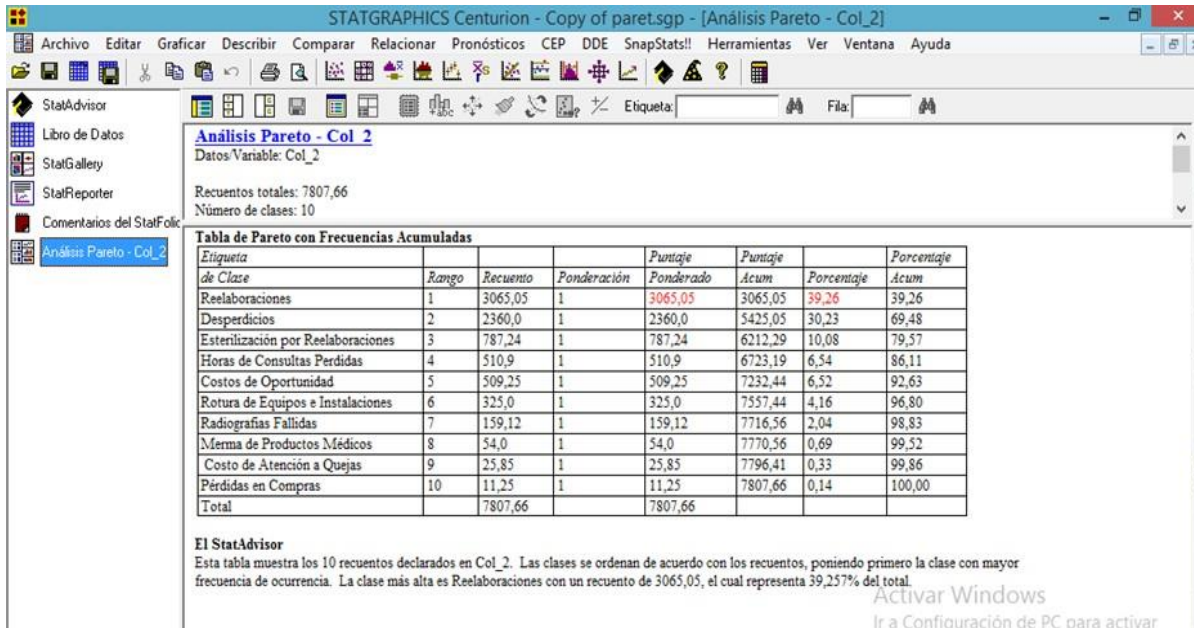 STATGRAPHICS Centurion - Copy of paret.sgp - [Análisis Pareto - Col_2]
Archivo Editar Graficar Describir Comparar Relacionar Pronósticos CEP DDE SnapStats!! Herramientas Ver Ventana Ayuda
Etiqueta: Fila:
StatAdvisor
Libro de Datos
StatGallery
StatReporter
Comentarios del StatFolio
Análisis Pareto - Col_2
Análisis Pareto - Col_2
Datos/Variable: Col_2
Recuentos totales: 7807,66
Número de clases: 10
Tabla de Pareto con Frecuencias Acumuladas
Etiqueta Puntaje Puntaje Porcentaje
de Clase Rango Recuento Ponderación Ponderado Acum Porcentaje Acum
Reelaboraciones 1 3065,05 1 3065,05 3065,05 39,26 39,26
Desperdicios 2 2360,0 1 2360,0 5425,05 30,23 69,48
Esterilización por Reelaboraciones 3 787,24 1 787,24 6212,29 10,08 79,57
Horas de Consultas Perdidas 4 510,9 1 510,9 6723,19 6,54 86,11
Costos de Oportunidad 5 509,25 1 509,25 7232,44 6,52 92,63
Rotura de Equipos e Instalaciones 6 325,0 1 325,0 7557,44 4,16 96,80
Radiografias Fallidas 7 159,12 1 159,12 7716,56 2,04 98,83
Merma de Productos Médicos 8 54,0 1 54,0 7770,56 0,69 99,52
Costo de Atención a Quejas 9 25,85 1 25,85 7796,41 0,33 99,86
Pérdidas en Compras 10 11,25 1 11,25 7807,66 0,14 100,00
Total 7807,66 7807,66
El StatAdvisor
Esta tabla muestra los 10 recuentos declarados en Col_2. Las clases se ordenan de acuerdo con los recuentos, poniendo primero la clase con mayor
frecuencia de ocurrencia. La clase más alta es Reelaboraciones con un recuento de 3065,05, el cual representa 39,257% del total.
Activar Windows
Ir a Configuración de PC para activar